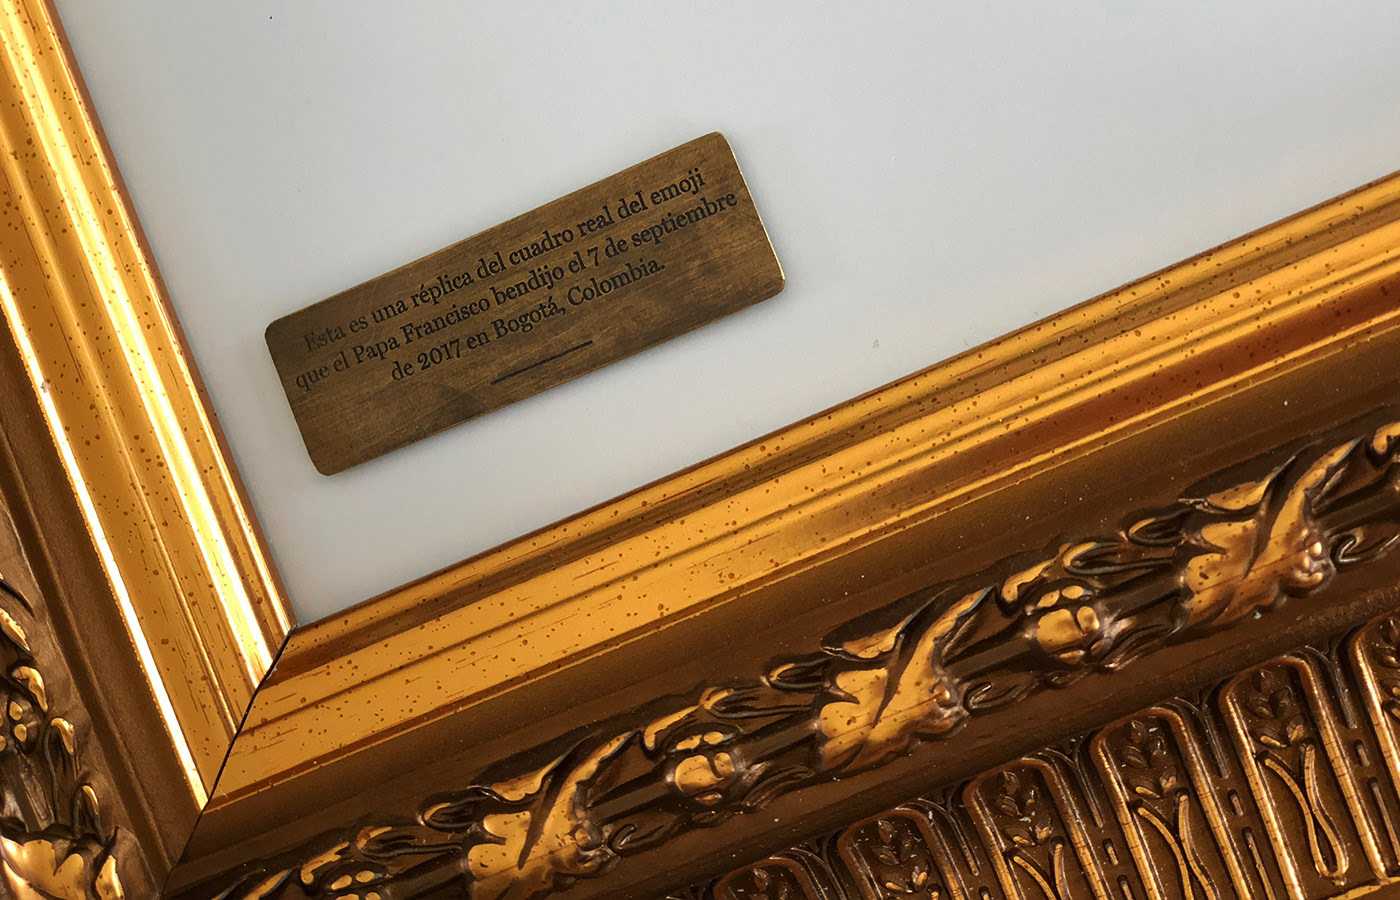 Esta es una réplica del cuadro real del emoji
que el Papa Francisco bendijo el 7 de septiembre
de 2017 en Bogotá, Colombia.